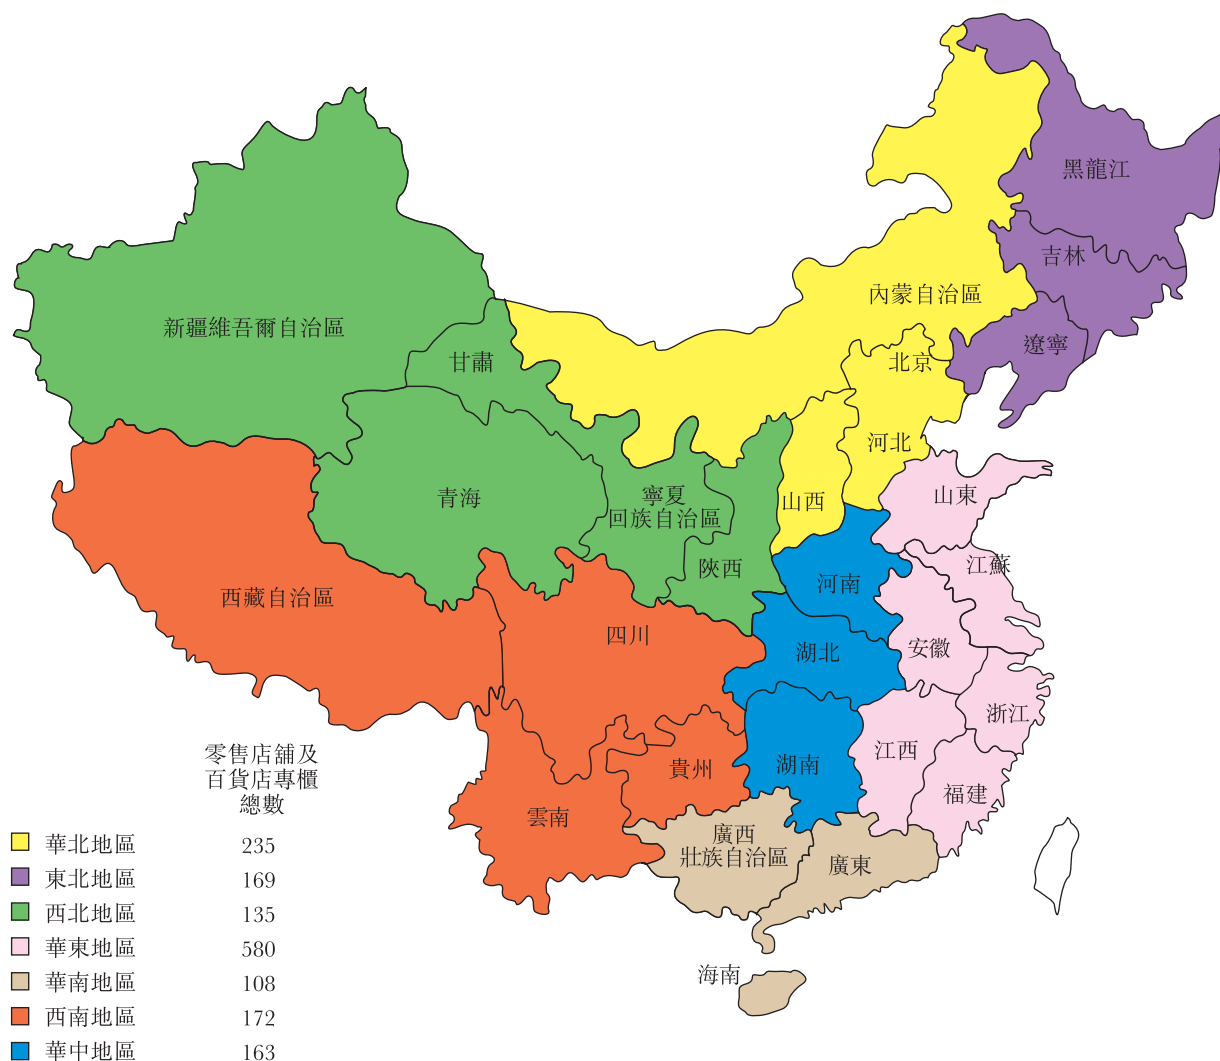 黑龍江
吉林
內蒙自治區
新疆維吾爾自治區
遼寧
甘肅
北京
河北
青海
寧夏
回族自治區
山西
山東
陝西
河南
江蘇
西藏自治區
四川
湖北
安徽
浙江
江西
湖南
貴州
福建
雲南
廣西
壯族自治區
廣東
海南
零售店舖及
百貨店專櫃
總數
華北地區 235
東北地區 169
西北地區 135
華東地區 580
華南地區 108
西南地區 172
華中地區 163